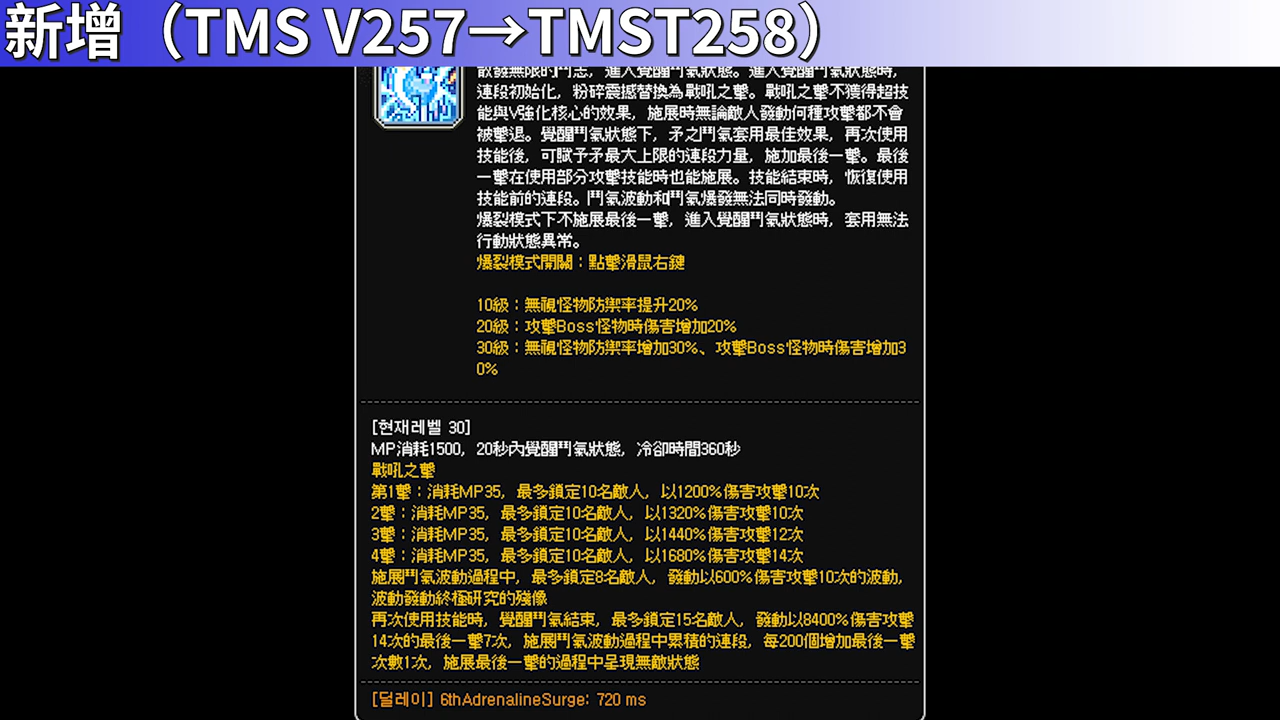 新增（TMS V257→TMST258）
散發無限的鬥志，進入覺醒鬥氣狀態。進入覺醒鬥氣狀態時，
連段初始化，粉碎震撼替換為戰吼之擊。戰吼之擊不獲得超技
能與V強化核心的效果，施展時無論敵人發動何種攻擊都不會
被擊退。覺醒鬥氣狀態下，矛之鬥氣套用最佳效果，再次使用
技能後，可賦予矛最大上限的連段力量，施加最後一擊。最後
一擊在使用部分攻擊技能時也能施展。技能結束時，恢復使用
技能前的連段。鬥氣波動和鬥氣爆發無法同時發動。
爆裂模式下不施展最後一擊，進入覺醒鬥氣狀態時，套用無法
行動狀態異常。
爆裂模式開關：點擊滑鼠右鍵
10級：無視怪物防禦率提升20%
20級：攻擊Boss怪物時傷害增加20%
30級：無視怪物防禦率增加30%、攻擊Boss怪物時傷害增加3
0%
[현재레벨 30]
MP消耗1500，20秒內覺醒鬥氣狀態，冷卻時間360秒
戰吼之擊
第1擊：消耗MP35，最多鎖定10名敵人，以1200%傷害攻擊10次
2擊：消耗MP35，最多鎖定10名敵人，以1320%傷害攻擊10次
3擊：消耗MP35，最多鎖定10名敵人，以1440%傷害攻擊12次
4擊：消耗MP35，最多鎖定10名敵人，以1680%傷害攻擊14次
施展鬥氣波動過程中，最多鎖定8名敵人，發動以600%傷害攻擊10次的波動，
波動發動終極研究的殘像
再次使用技能時，覺醒鬥氣結束，最多鎖定15名敵人，發動以8400%傷害攻擊
14次的最後一擊7次，施展鬥氣波動過程中累積的連段，每200個增加最後一擊
次數1次，施展最後一擊的過程中呈現無敵狀態
[딜레이] 6thAdrenalineSurge: 720 ms